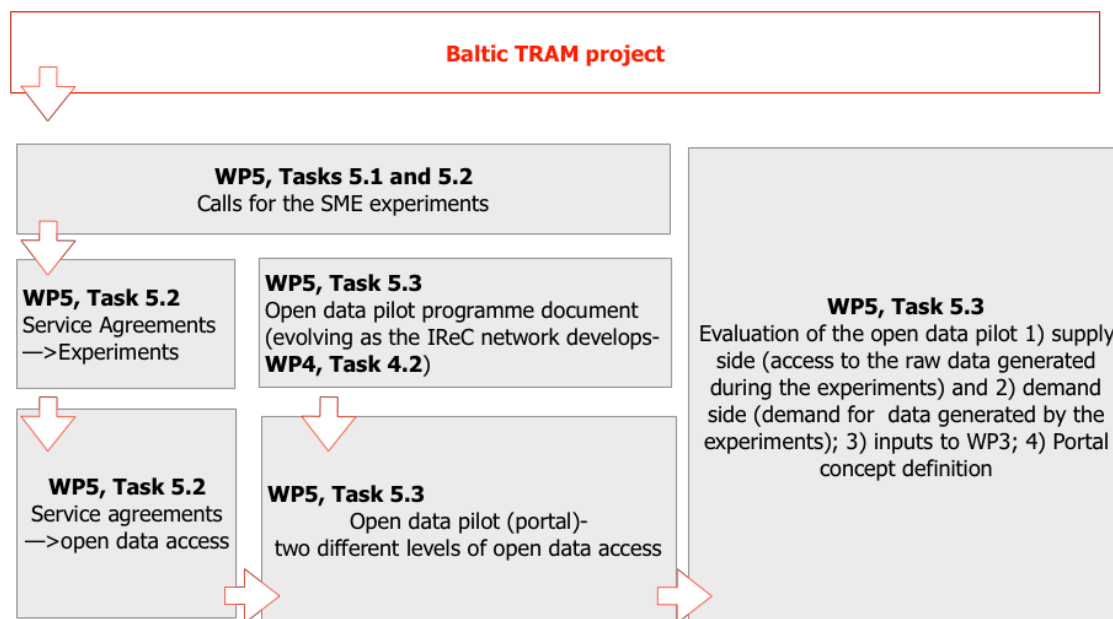 Baltic TRAM project
WP5, Tasks 5.1 and 5.2
Calls for the SME experiments
WP5, Task 5.2
Service Agreements
—>Experiments
WP5, Task 5.3
Open data pilot programme document
(evolving as the IReC network develops-
WP4, Task 4.2)
WP5, Task 5.2
Service agreements
—>open data access
WP5, Task 5.3
Open data pilot (portal)-
two different levels of open data access
WP5, Task 5.3
Evaluation of the open data pilot 1) supply
side (access to the raw data generated
during the experiments) and 2) demand
side (demand for data generated by the
experiments); 3) inputs to WP3; 4) Portal
concept definition